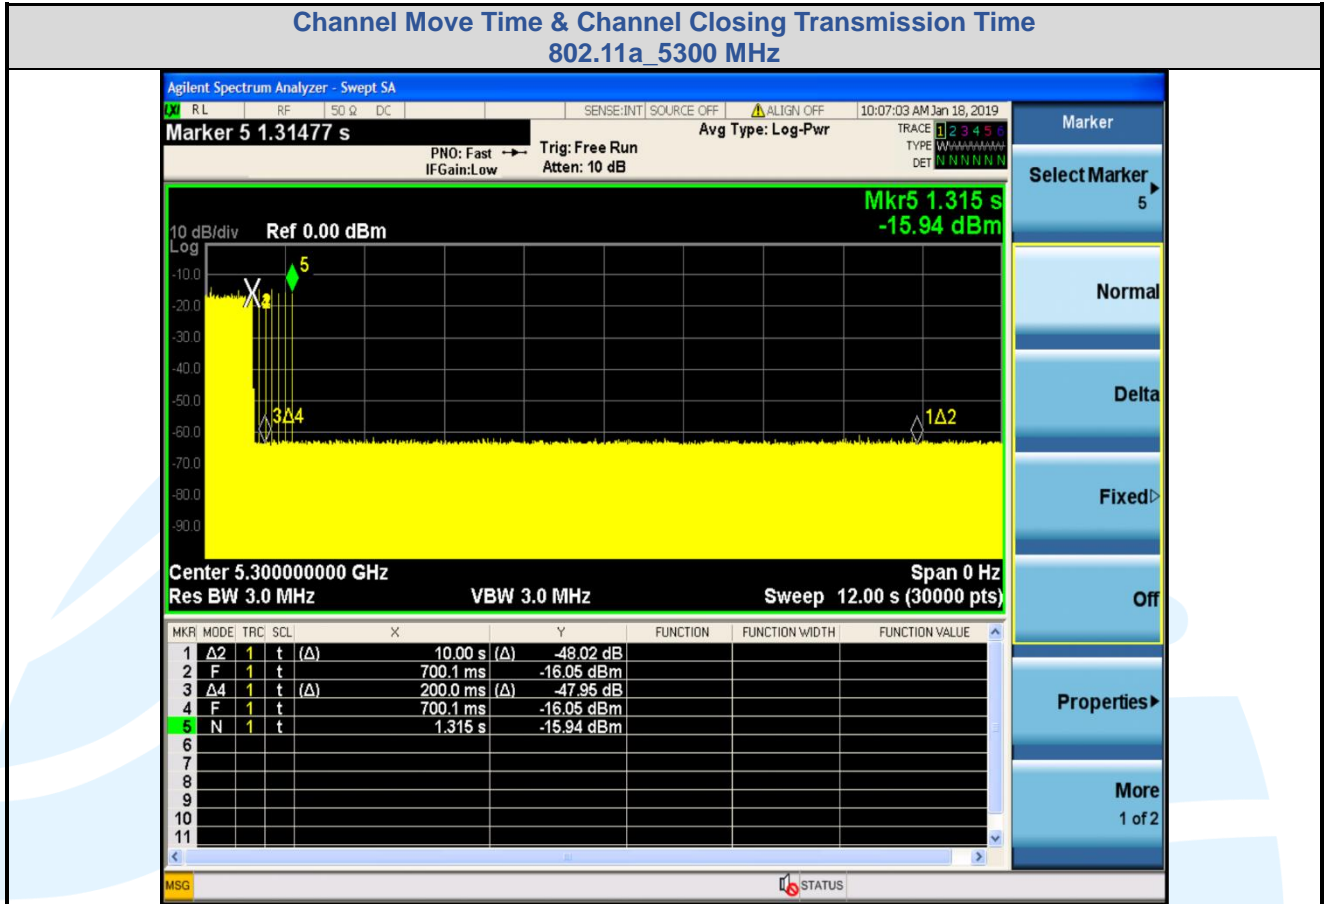 Channel Move Time & Channel Closing Transmission Time
802.11a_5300 MHz
Agilent Spectrum Analyzer - Swept SA
LXI RL RF 50 Ω DC SENSE:INT SOURCE OFF ALIGN OFF 10:07:03 AM Jan 18, 2019
Marker 5 1.31477 s
PNO: Fast
IFGain:Low
Trig: Free Run
Atten: 10 dB
Avg Type: Log-Pwr
TRACE 1 2 3 4 5 6
TYPE W
DET N N N N N N
Mkr5 1.315 s
-15.94 dBm
10 dB/div Ref 0.00 dBm
Log
-10.0
-20.0
-30.0
-40.0
-50.0
-60.0
-70.0
-80.0
-90.0
5
2
3Δ4
1Δ2
Center 5.300000000 GHz Span 0 Hz
Res BW 3.0 MHz VBW 3.0 MHz Sweep 12.00 s (30000 pts)
MKR MODE TRC SCL X Y FUNCTION FUNCTION WIDTH FUNCTION VALUE
1 Δ2 1 t (Δ) 10.00 s (Δ) -48.02 dB
2 F 1 t 700.1 ms -16.05 dBm
3 Δ4 1 t (Δ) 200.0 ms (Δ) -47.95 dB
4 F 1 t 700.1 ms -16.05 dBm
5 N 1 t 1.315 s -15.94 dBm
6
7
8
9
10
11
MSG STATUS
Marker
Select Marker
5
Normal
Delta
Fixed
Off
Properties
More
1 of 2